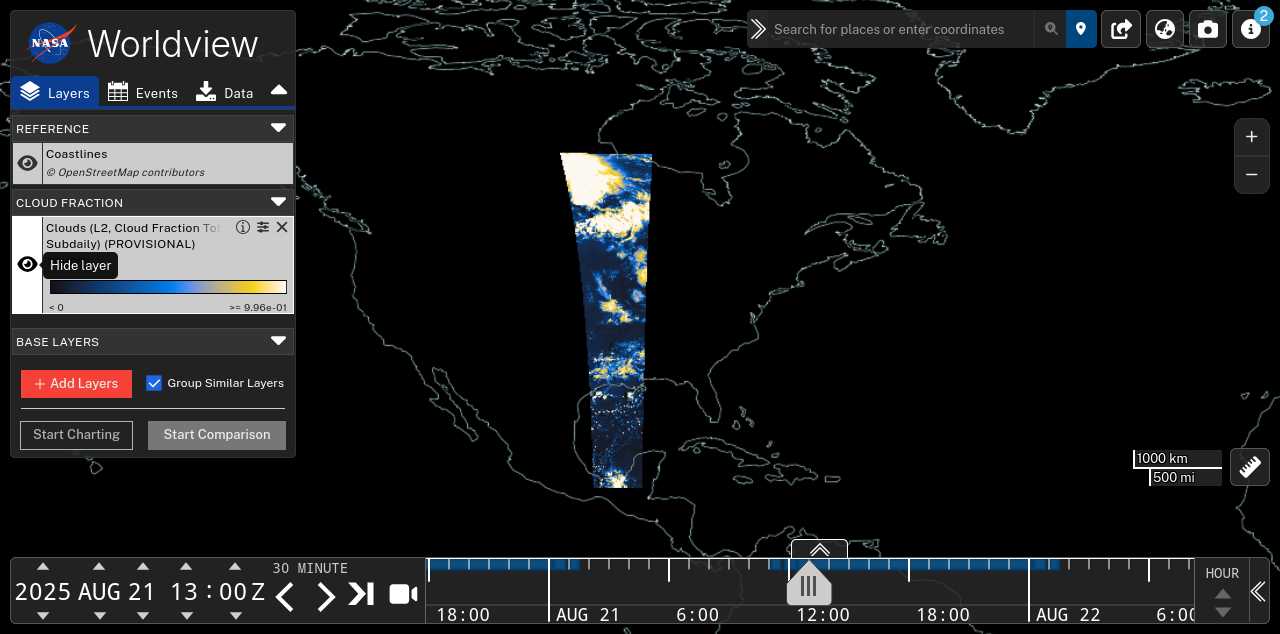 NASA
Worldview
Search for places or enter coordinates
2
Layers
Events
Data
REFERENCE
Coastlines
© OpenStreetMap contributors
CLOUD FRACTION
Clouds (L2, Cloud Fraction
Subdaily) (PROVISIONAL)
Hide layer
< 0
>= 9.96e-01
BASE LAYERS
+ Add Layers
Group Similar Layers
Start Charting
Start Comparison
+
−
1000 km
500 mi
2025 AUG 21 13 : 00 Z
30 MINUTE
18:00
AUG 21
6:00
12:00
18:00
AUG 22
6:00
HOUR